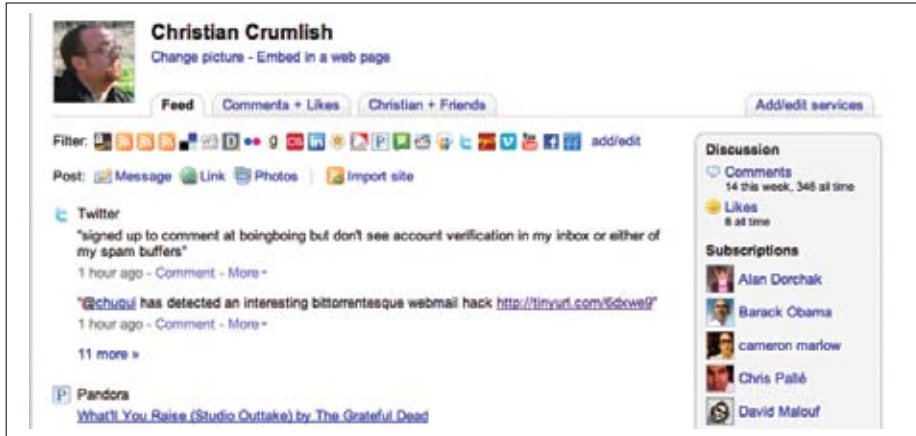 Christian Crumlish
Change picture - Embed in a web page
Feed
Comments + Likes
Christian + Friends
Add/edit services
Filter: add/edit
Post: Message Link Photos | Import site
Twitter
"signed up to comment at boingboing but don't see account verification in my inbox or either of
my spam buffers"
1 hour ago - Comment - More
"@chuqui has detected an interesting bittorrentesque webmail hack http://tinyurl.com/6dxwe9"
1 hour ago - Comment - More
11 more »
Pandora
What'll You Raise (Studio Outtake) by The Grateful Dead
Discussion
Comments
14 this week, 346 all time
Likes
8 all time
Subscriptions
Alan Dorchak
Barack Obama
cameron marlow
Chris Pallé
David Malouf